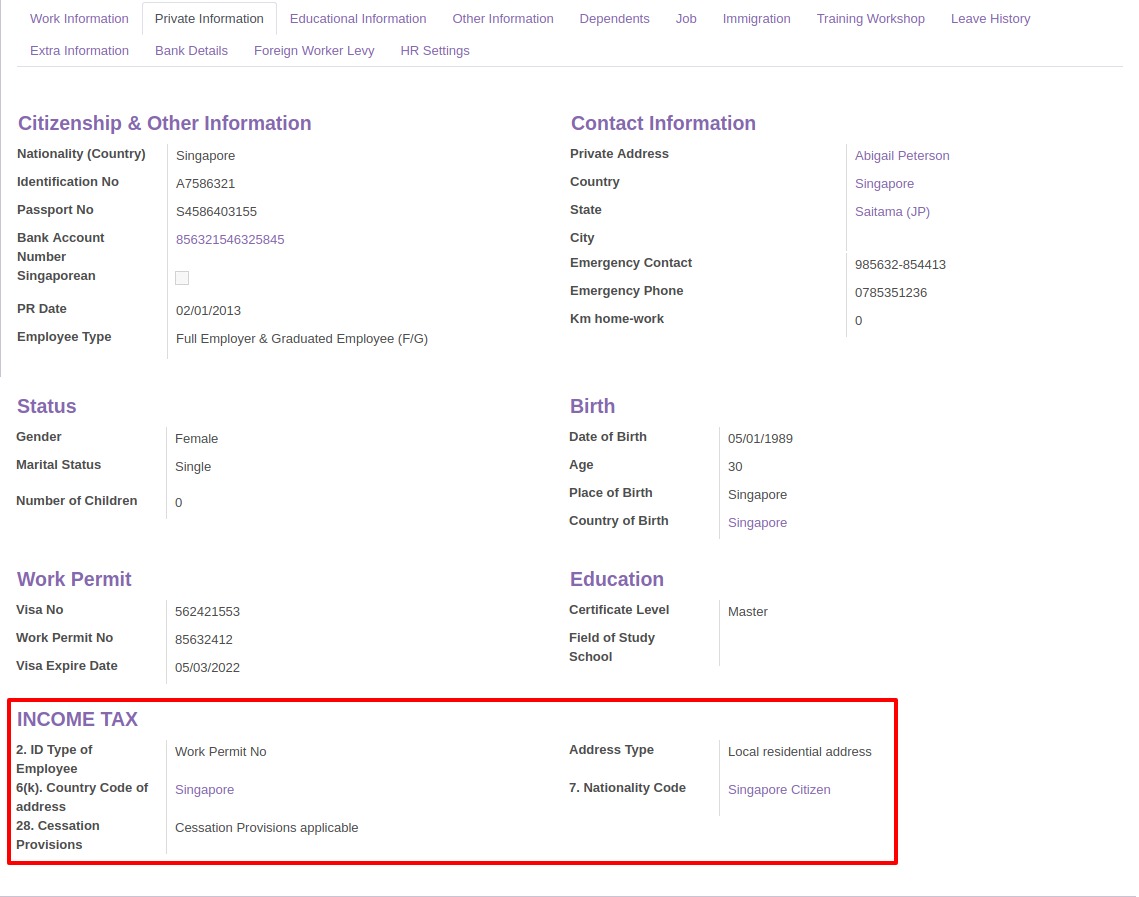 Work Information Private Information Educational Information Other Information Dependents Job Immigration Training Workshop Leave History
Extra Information Bank Details Foreign Worker Levy HR Settings
Citizenship & Other Information
Nationality (Country) Singapore
Identification No A7586321
Passport No S4586403155
Bank Account 856321546325845
Number
Singaporean
PR Date 02/01/2013
Employee Type Full Employer & Graduated Employee (F/G)
Contact Information
Private Address Abigail Peterson
Country Singapore
State Saitama (JP)
City
Emergency Contact 985632-854413
Emergency Phone 0785351236
Km home-work 0
Status
Gender Female
Marital Status Single
Number of Children 0
Birth
Date of Birth 05/01/1989
Age 30
Place of Birth Singapore
Country of Birth Singapore
Work Permit
Visa No 562421553
Work Permit No 85632412
Visa Expire Date 05/03/2022
Education
Certificate Level Master
Field of Study
School
INCOME TAX
2. ID Type of Work Permit No
Employee
6(k). Country Code of Singapore
address
28. Cessation Cessation Provisions applicable
Provisions
Address Type Local residential address
7. Nationality Code Singapore Citizen